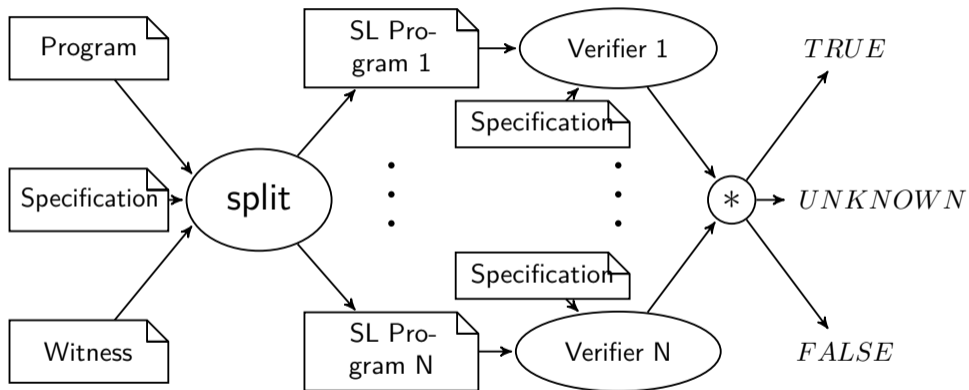 Program
Specification
Witness
split
SL Pro-
gram 1
SL Pro-
gram N
Specification
Verifier 1
Specification
Verifier N
*
TRUE
UNKNOWN
FALSE